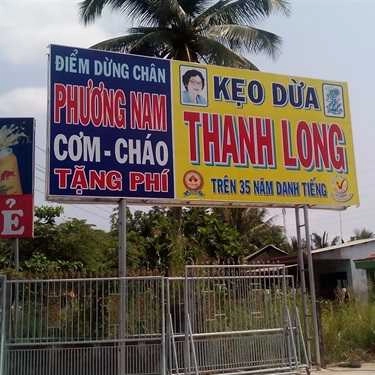 ĐIỂM DỪNG CHÂN
PHƯƠNG NAM
CƠM - CHÁO
TẶNG PHÍ
KẸO DỪA
THANH LONG
TRÊN 35 NĂM DANH TIẾNG
Ẻ